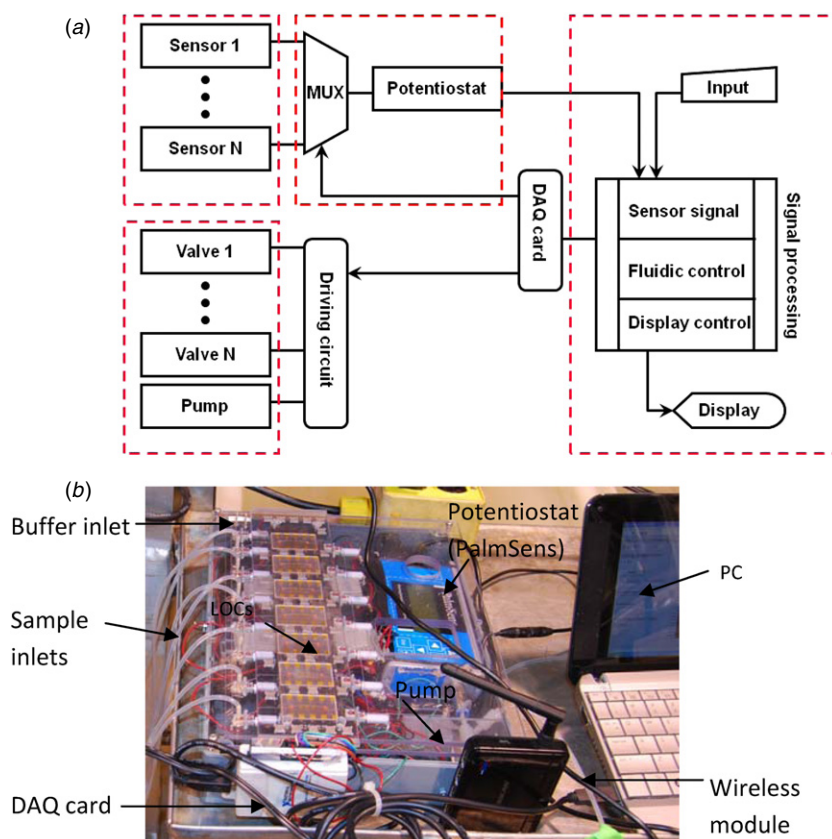 (a)
Sensor 1
Sensor N
MUX
Potentiostat
Input
DAQ card
Sensor signal
Fluidic control
Display control
Signal processing
Valve 1
Valve N
Pump
Driving circuit
Display
(b)
Buffer inlet
Potentiostat
(PalmSens)
PC
Sample
inlets
LOCs
Pump
DAQ card
Wireless
module